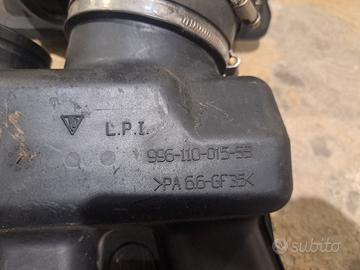 L.P.I.
996-110-015-55
>PA 6.6-GF35<
subito